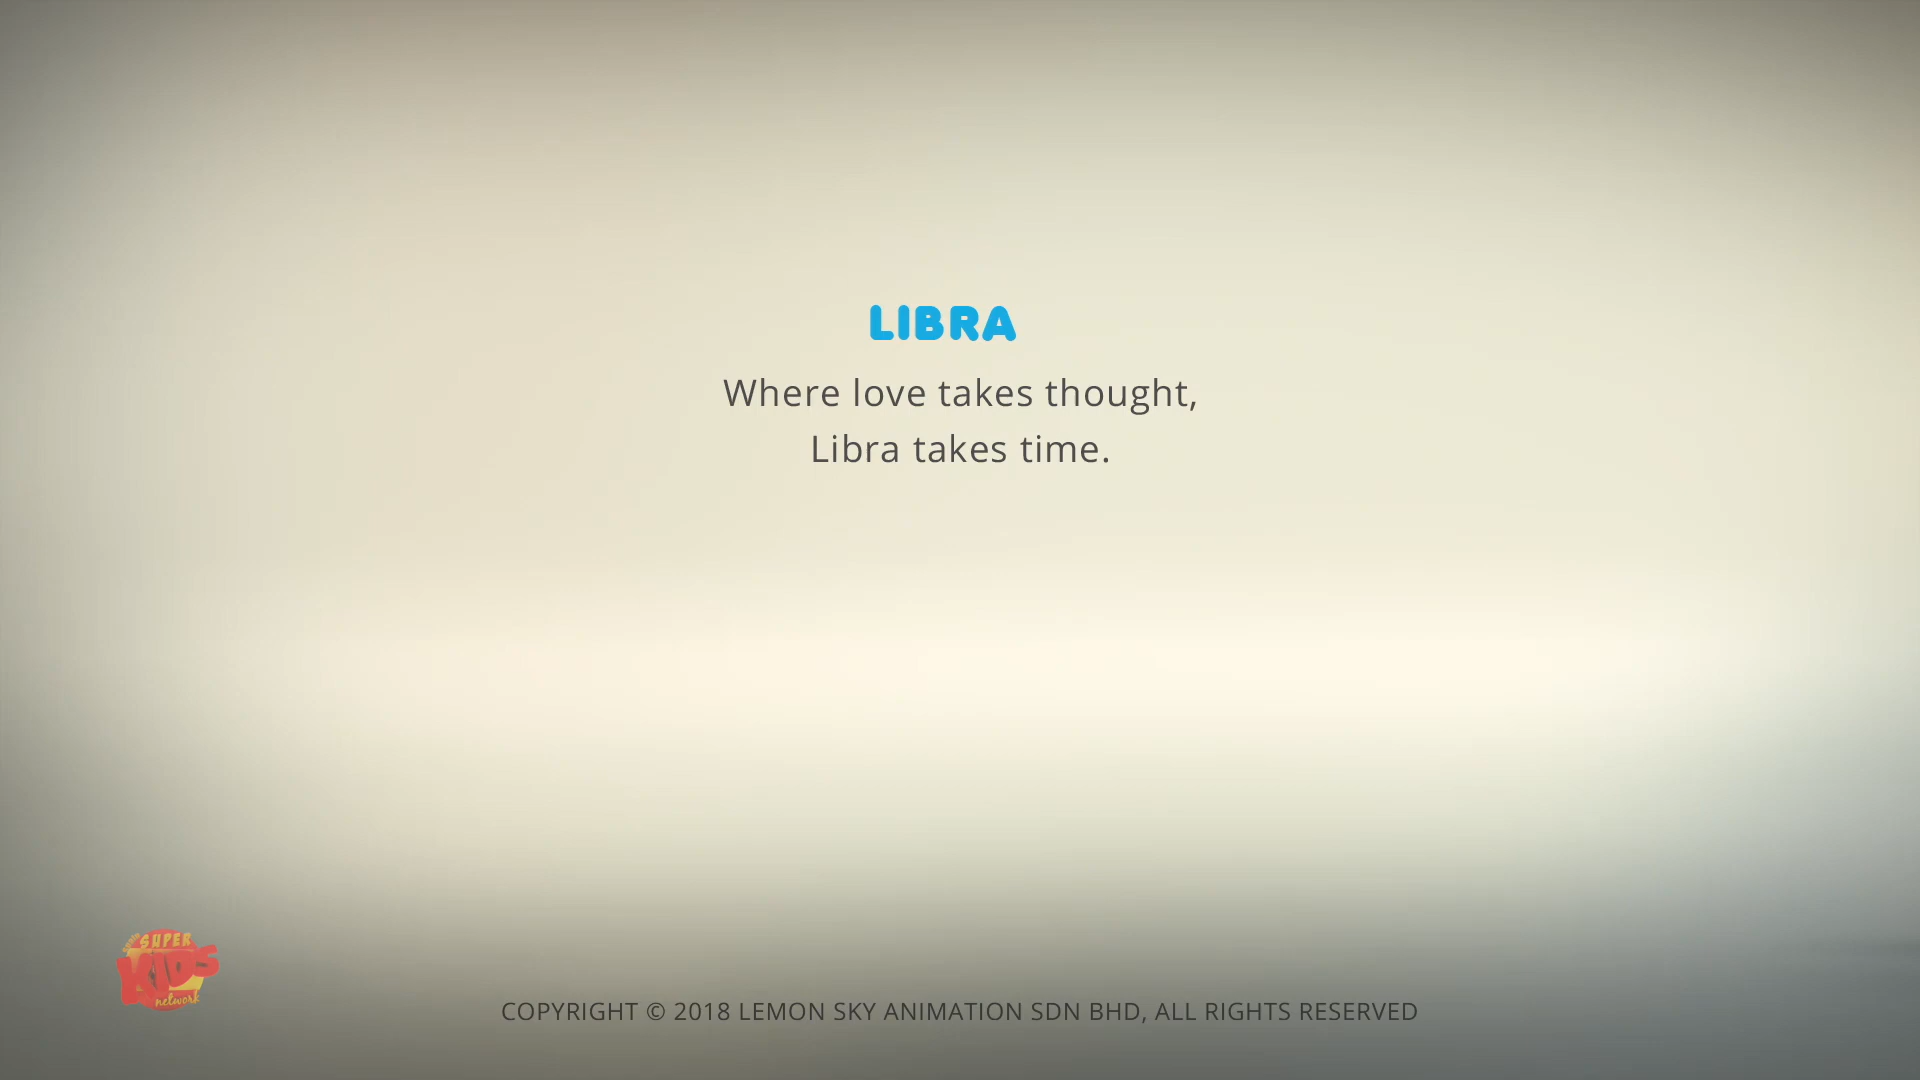 LIBRA
Where love takes thought,
Libra takes time.
SUPER
KIDS
network
COPYRIGHT © 2018 LEMON SKY ANIMATION SDN BHD, ALL RIGHTS RESERVED